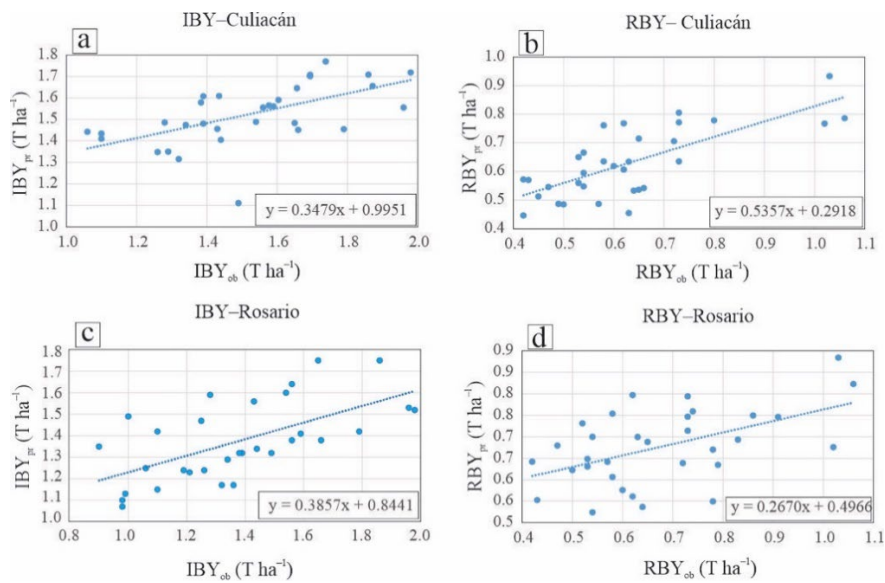 IBY–Culiacán
a
1.8
1.7
1.6
1.5
1.4
1.3
1.2
1.1
1.0
IBYpr (T ha⁻¹)
y = 0.3479x + 0.9951
1.0 1.2 1.4 1.6 1.8 2.0
IBYob (T ha⁻¹)
RBY– Culiacán
b
1.0
0.9
0.8
0.7
0.6
0.5
0.4
RBYpr (T ha⁻¹)
y = 0.5357x + 0.2918
0.4 0.5 0.6 0.7 0.8 0.9 1.0 1.1
RBYob (T ha⁻¹)
IBY–Rosario
c
1.8
1.7
1.6
1.5
1.4
1.3
1.2
1.1
1.0
IBYpr (T ha⁻¹)
y = 0.3857x + 0.8441
0.8 1.0 1.2 1.4 1.6 1.8 2.0
IBYob (T ha⁻¹)
RBY–Rosario
d
0.9
0.8
0.8
0.7
0.7
0.6
0.6
0.5
RBYpr (T ha⁻¹)
y = 0.2670x + 0.4966
0.4 0.5 0.6 0.7 0.8 0.9 1.0 1.1
RBYob (T ha⁻¹)